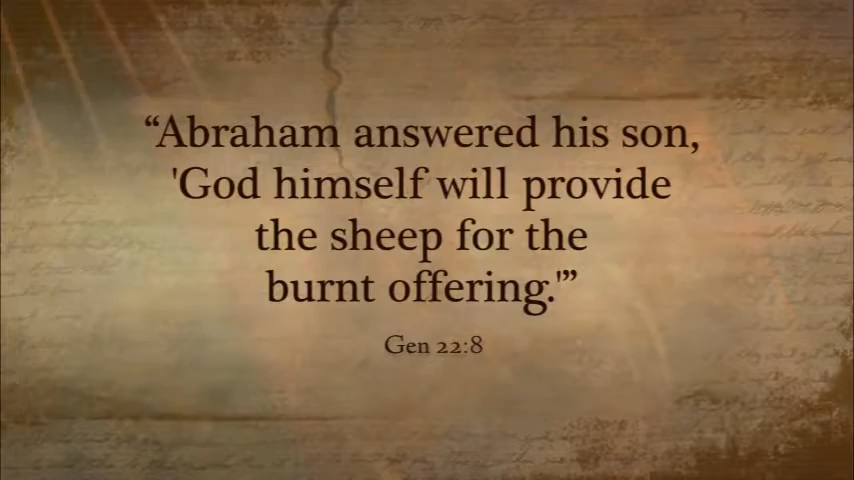 “Abraham answered his son,
'God himself will provide
the sheep for the
burnt offering.'”
Gen 22:8